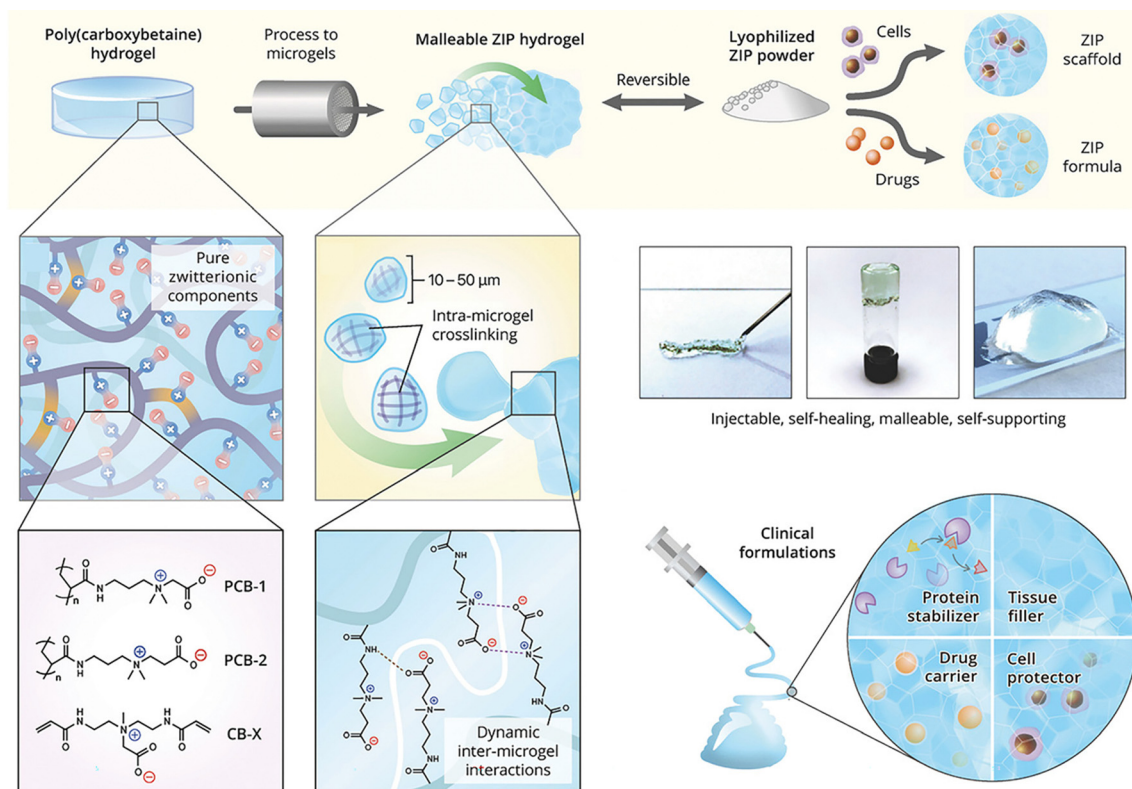 Poly(carboxybetaine)
hydrogel
Process to
microgels
Malleable ZIP hydrogel
Reversible
Lyophilized
ZIP powder
Cells
Drugs
ZIP
scaffold
ZIP
formula
Pure
zwitterionic
components
10 – 50 μm
Intra-microgel
crosslinking
Injectable, self-healing, malleable, self-supporting
PCB-1
PCB-2
CB-X
Dynamic
inter-microgel
interactions
Clinical
formulations
Protein
stabilizer
Tissue
filler
Drug
carrier
Cell
protector